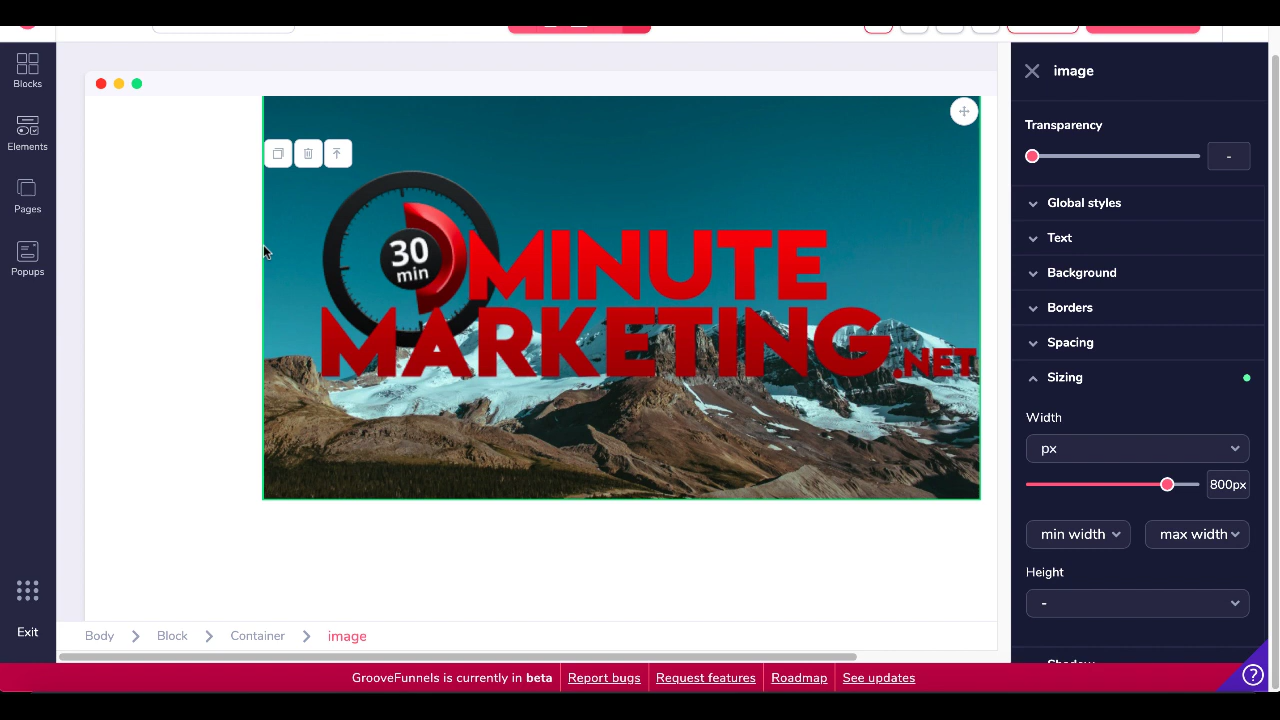 Blocks
Elements
Pages
Popups
Exit
30
min
MINUTE
MARKETING.NET
Body
Block
Container
image
image
Transparency
-
Global styles
Text
Background
Borders
Spacing
Sizing
Width
px
800px
min width
max width
Height
-
GrooveFunnels is currently in beta
Report bugs
Request features
Roadmap
See updates
?